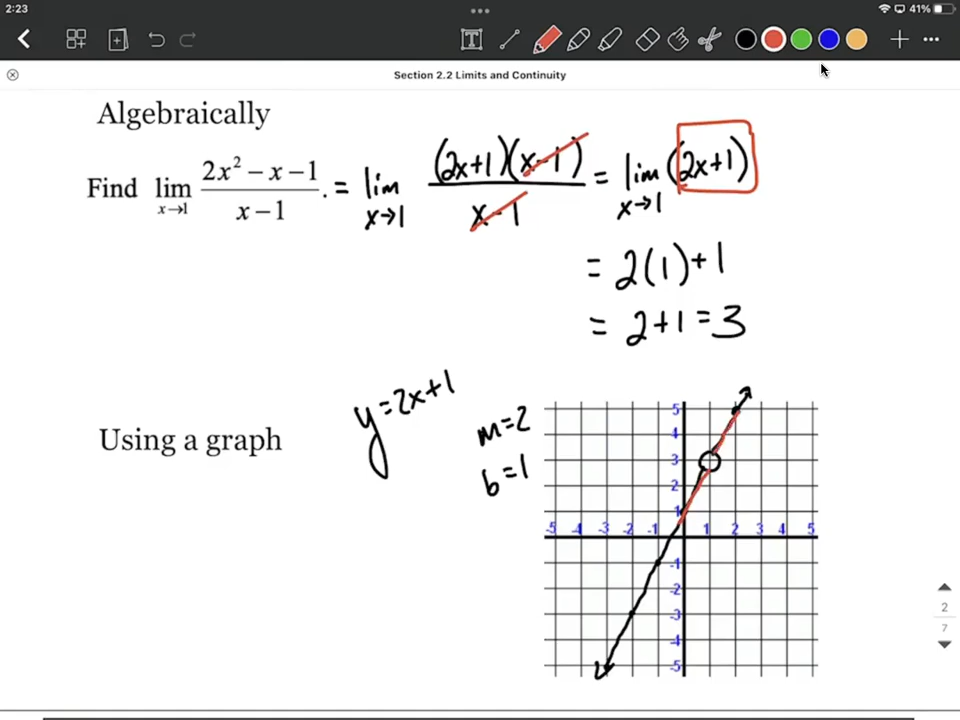 2:23
41%
T
Section 2.2 Limits and Continuity
Algebraically
Find lim x→1 (2x² − x − 1)/(x − 1). = lim x→1 (2x+1)(x-1)/(x-1) = lim x→1 (2x+1)
= 2(1)+1
= 2+1=3
Using a graph
y=2x+1
m=2
b=1
5
4
3
2
1
-5 -4 -3 -2 -1 1 2 3 4 5
-1
-2
-3
-4
-5
2
7